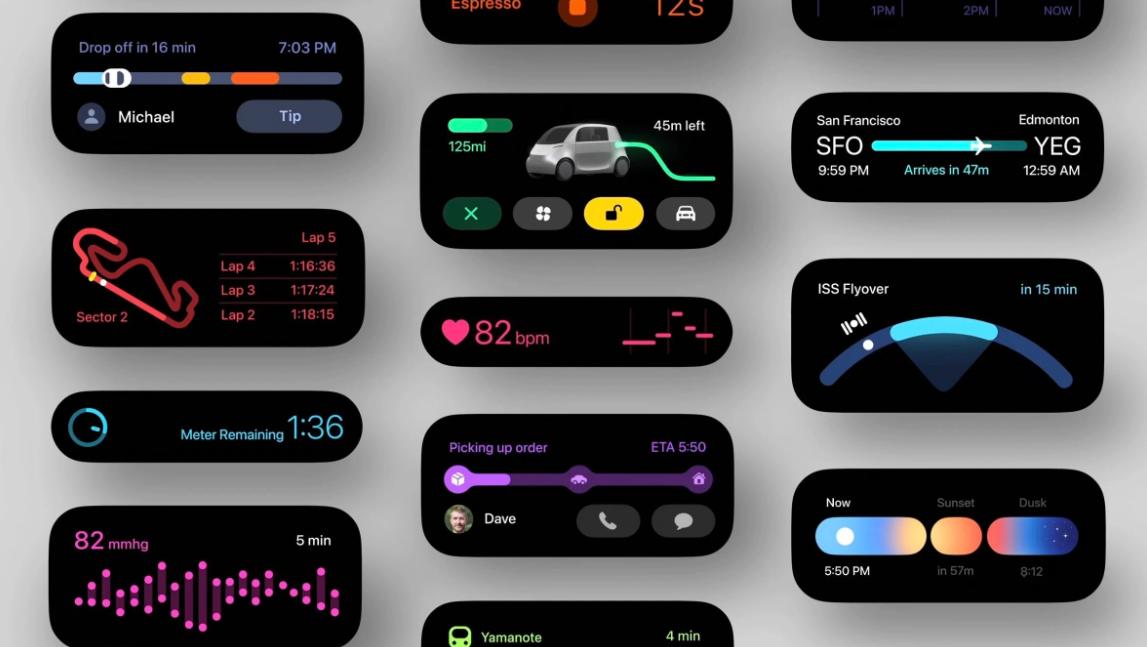 Drop off in 16 min
7:03 PM
Michael
Tip
Lap 5
Lap 4 1:16:36
Lap 3 1:17:24
Lap 2 1:18:15
Sector 2
Meter Remaining 1:36
82 mmhg
5 min
Espresso
12s
125mi
45m left
82 bpm
Picking up order
ETA 5:50
Dave
Yamanote
4 min
1PM
2PM
NOW
San Francisco
Edmonton
SFO
YEG
9:59 PM
Arrives in 47m
12:59 AM
ISS Flyover
in 15 min
Now
Sunset
Dusk
5:50 PM
in 57m
8:12